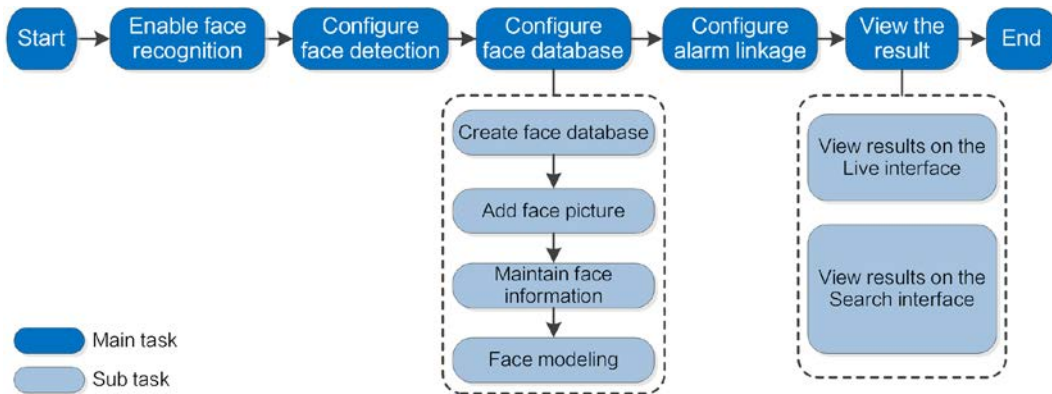 Start
Enable face
recognition
Configure
face detection
Configure
face database
Configure
alarm linkage
View the
result
End
Create face database
Add face picture
Maintain face
information
Face modeling
View results on the
Live interface
View results on the
Search interface
Main task
Sub task